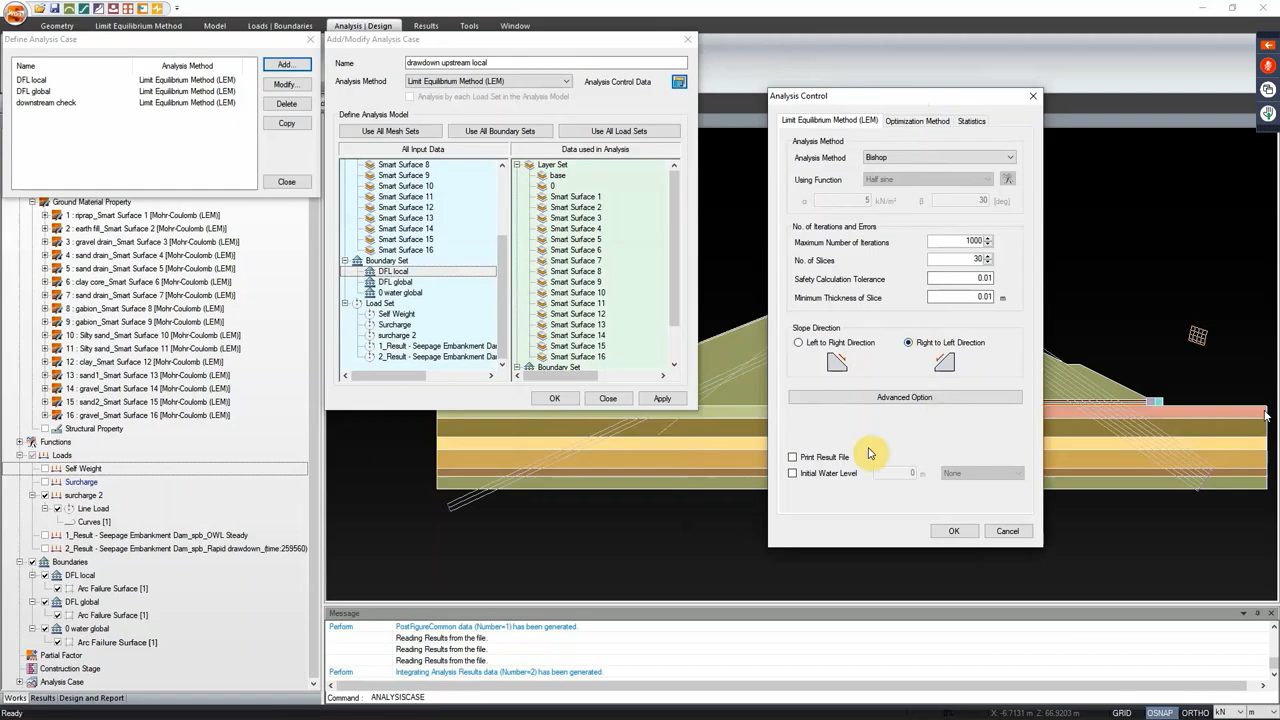 Geometry
Limit Equilibrium Method
Model
Loads | Boundaries
Analysis | Design
Results
Tools
Window
Define Analysis Case
Name Analysis Method
DFL local Limit Equilibrium Method (LEM)
DFL global Limit Equilibrium Method (LEM)
downstream check Limit Equilibrium Method (LEM)
Add...
Modify...
Delete
Copy
Close
Ground Material Property
1 : riprap_Smart Surface 1 [Mohr-Coulomb (LEM)]
2 : earth fill_Smart Surface 2 [Mohr-Coulomb (LEM)]
3 : gravel drain_Smart Surface 3 [Mohr-Coulomb (LEM)]
4 : sand drain_Smart Surface 4 [Mohr-Coulomb (LEM)]
5 : sand drain_Smart Surface 5 [Mohr-Coulomb (LEM)]
6 : clay core_Smart Surface 6 [Mohr-Coulomb (LEM)]
7 : sand drain_Smart Surface 7 [Mohr-Coulomb (LEM)]
8 : gabion_Smart Surface 8 [Mohr-Coulomb (LEM)]
9 : gabion_Smart Surface 9 [Mohr-Coulomb (LEM)]
10 : Silty sand_Smart Surface 10 [Mohr-Coulomb (LEM)]
11 : Silty sand_Smart Surface 11 [Mohr-Coulomb (LEM)]
12 : clay_Smart Surface 12 [Mohr-Coulomb (LEM)]
13 : sand1_Smart Surface 13 [Mohr-Coulomb (LEM)]
14 : gravel_Smart Surface 14 [Mohr-Coulomb (LEM)]
15 : sand2_Smart Surface 15 [Mohr-Coulomb (LEM)]
16 : gravel_Smart Surface 16 [Mohr-Coulomb (LEM)]
Structural Property
Functions
Loads
Self Weight
Surcharge
surcharge 2
Line Load
Curves [1]
1_Result - Seepage Embankment Dam_spb_OWL Steady
2_Result - Seepage Embankment Dam_spb_Rapid drawdown_(time:259560)
Boundaries
DFL local
Arc Failure Surface [1]
DFL global
Arc Failure Surface [1]
0 water global
Arc Failure Surface [1]
Partial Factor
Construction Stage
Analysis Case
Works Results Design and Report
Ready
Add/Modify Analysis Case
Name drawdown upstream local
Analysis Method Limit Equilibrium Method (LEM) Analysis Control Data
Analysis by each Load Set in the Analysis Model
Define Analysis Model
Use All Mesh Sets Use All Boundary Sets Use All Load Sets
All Input Data
Smart Surface 8
Smart Surface 9
Smart Surface 10
Smart Surface 11
Smart Surface 12
Smart Surface 13
Smart Surface 14
Smart Surface 15
Smart Surface 16
Boundary Set
DFL local
DFL global
0 water global
Load Set
Self Weight
Surcharge
surcharge 2
1_Result - Seepage Embankment Da
2_Result - Seepage Embankment Da
Data used in Analysis
Layer Set
base
0
Smart Surface 1
Smart Surface 2
Smart Surface 3
Smart Surface 4
Smart Surface 5
Smart Surface 6
Smart Surface 7
Smart Surface 8
Smart Surface 9
Smart Surface 10
Smart Surface 11
Smart Surface 12
Smart Surface 13
Smart Surface 14
Smart Surface 15
Smart Surface 16
Boundary Set
OK Close Apply
Analysis Control
Limit Equilibrium Method (LEM) Optimization Method Statistics
Analysis Method
Analysis Method Bishop
Using Function Half sine
α 5 kN/m² β 30 [deg]
No. of Iterations and Errors
Maximum Number of Iterations 1000
No. of Slices 30
Safety Calculation Tolerance 0.01
Minimum Thickness of Slice 0.01 m
Slope Direction
Left to Right Direction Right to Left Direction
Advanced Option
Print Result File
Initial Water Level 0 m None
OK Cancel
Message
Perform PostFigureCommon data (Number=1) has been generated.
Reading Results from the file.
Reading Results from the file.
Reading Results from the file.
Perform Integrating Analysis Results data (Number=2) has been generated.
Command : ANALYSISCASE
X: -6.7131 M, Y: 66.9203 M
GRID OSNAP ORTHO kN m